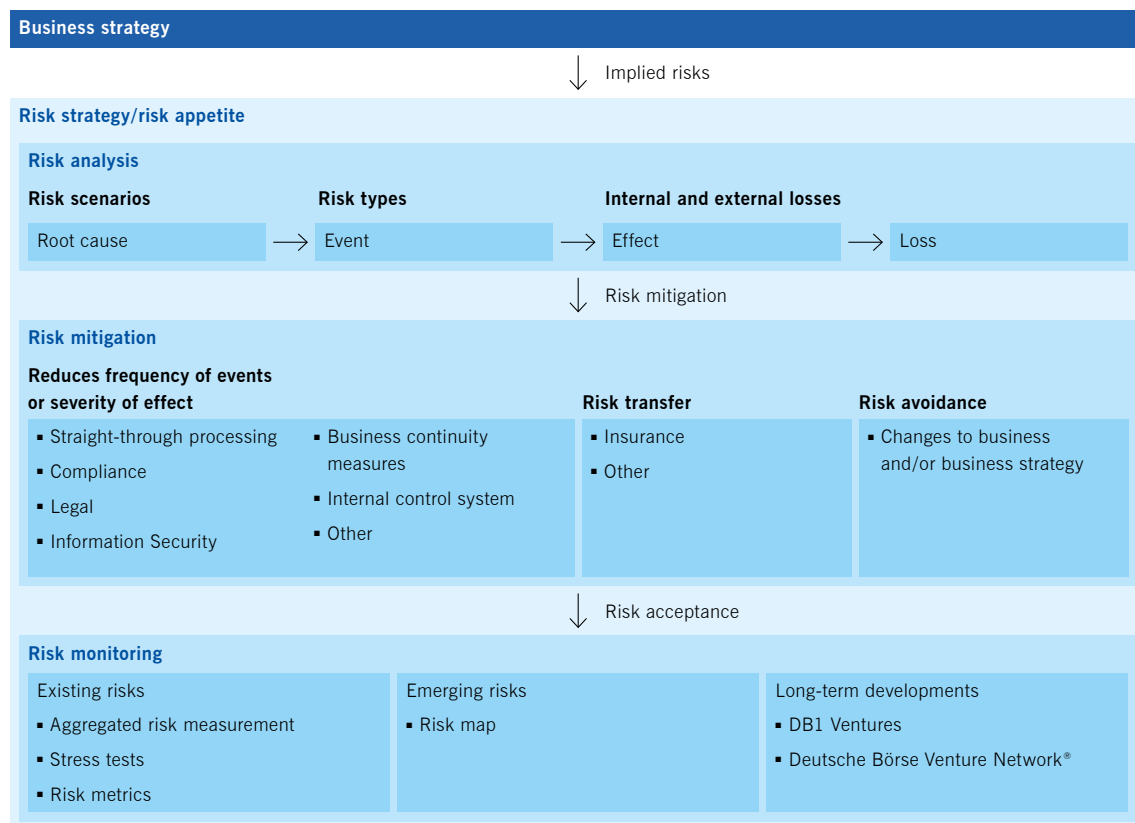 Business strategy
Implied risks
Risk strategy/risk appetite
Risk analysis
Risk scenarios
Risk types
Internal and external losses
Root cause
Event
Effect
Loss
Risk mitigation
Risk mitigation
Reduces frequency of events
or severity of effect
▪ Straight-through processing
▪ Compliance
▪ Legal
▪ Information Security
▪ Business continuity
measures
▪ Internal control system
▪ Other
Risk transfer
▪ Insurance
▪ Other
Risk avoidance
▪ Changes to business
and/or business strategy
Risk acceptance
Risk monitoring
Existing risks
▪ Aggregated risk measurement
▪ Stress tests
▪ Risk metrics
Emerging risks
▪ Risk map
Long-term developments
▪ DB1 Ventures
▪ Deutsche Börse Venture Network®